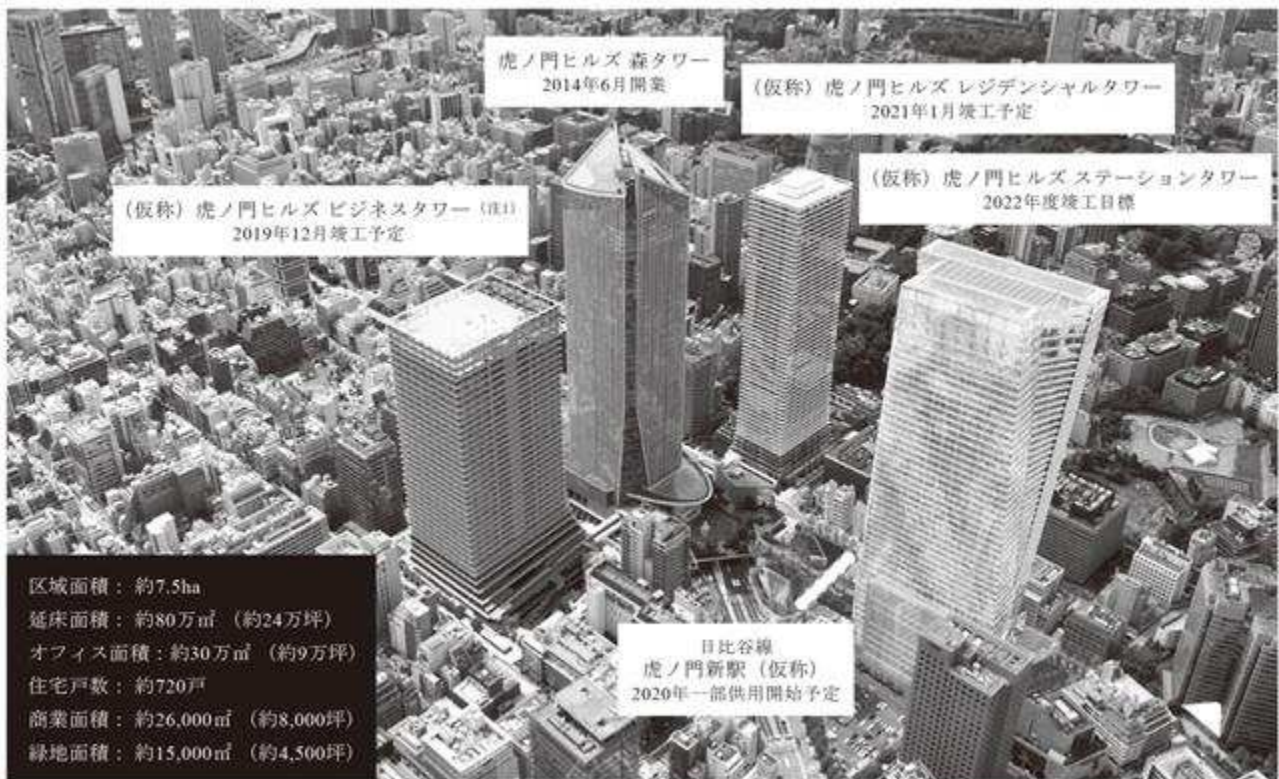 虎ノ門ヒルズ 森タワー
2014年6月開業
(仮称) 虎ノ門ヒルズ レジデンシャルタワー
2021年1月竣工予定
(仮称) 虎ノ門ヒルズ ステーションタワー
2022年度竣工目標
(仮称) 虎ノ門ヒルズ ビジネスタワー (注1)
2019年12月竣工予定
区域面積： 約7.5ha
延床面積： 約80万㎡ (約24万坪)
オフィス面積：約30万㎡ (約9万坪)
住宅戸数： 約720戸
商業面積： 約26,000㎡ (約8,000坪)
緑地面積： 約15,000㎡ (約4,500坪)
日比谷線
虎ノ門新駅 (仮称)
2020年一部供用開始予定